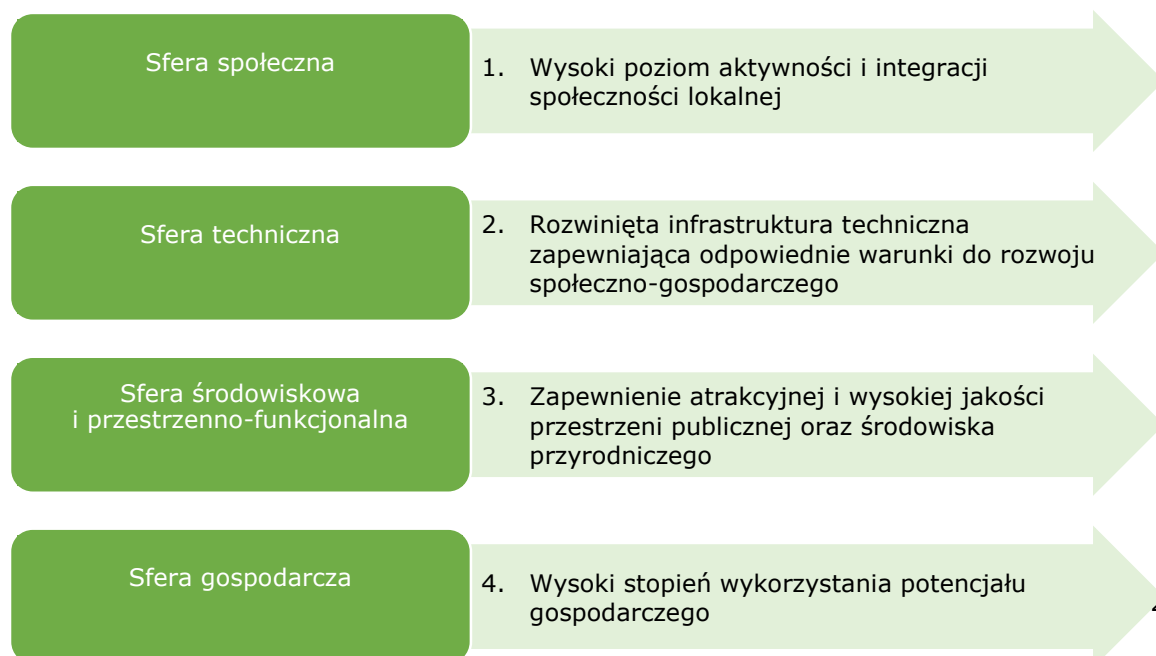 Sfera społeczna
1. Wysoki poziom aktywności i integracji
społeczności lokalnej
Sfera techniczna
2. Rozwinięta infrastruktura techniczna
zapewniająca odpowiednie warunki do rozwoju
społeczno-gospodarczego
Sfera środowiskowa
i przestrzenno-funkcjonalna
3. Zapewnienie atrakcyjnej i wysokiej jakości
przestrzeni publicznej oraz środowiska
przyrodniczego
Sfera gospodarcza
4. Wysoki stopień wykorzystania potencjału
gospodarczego